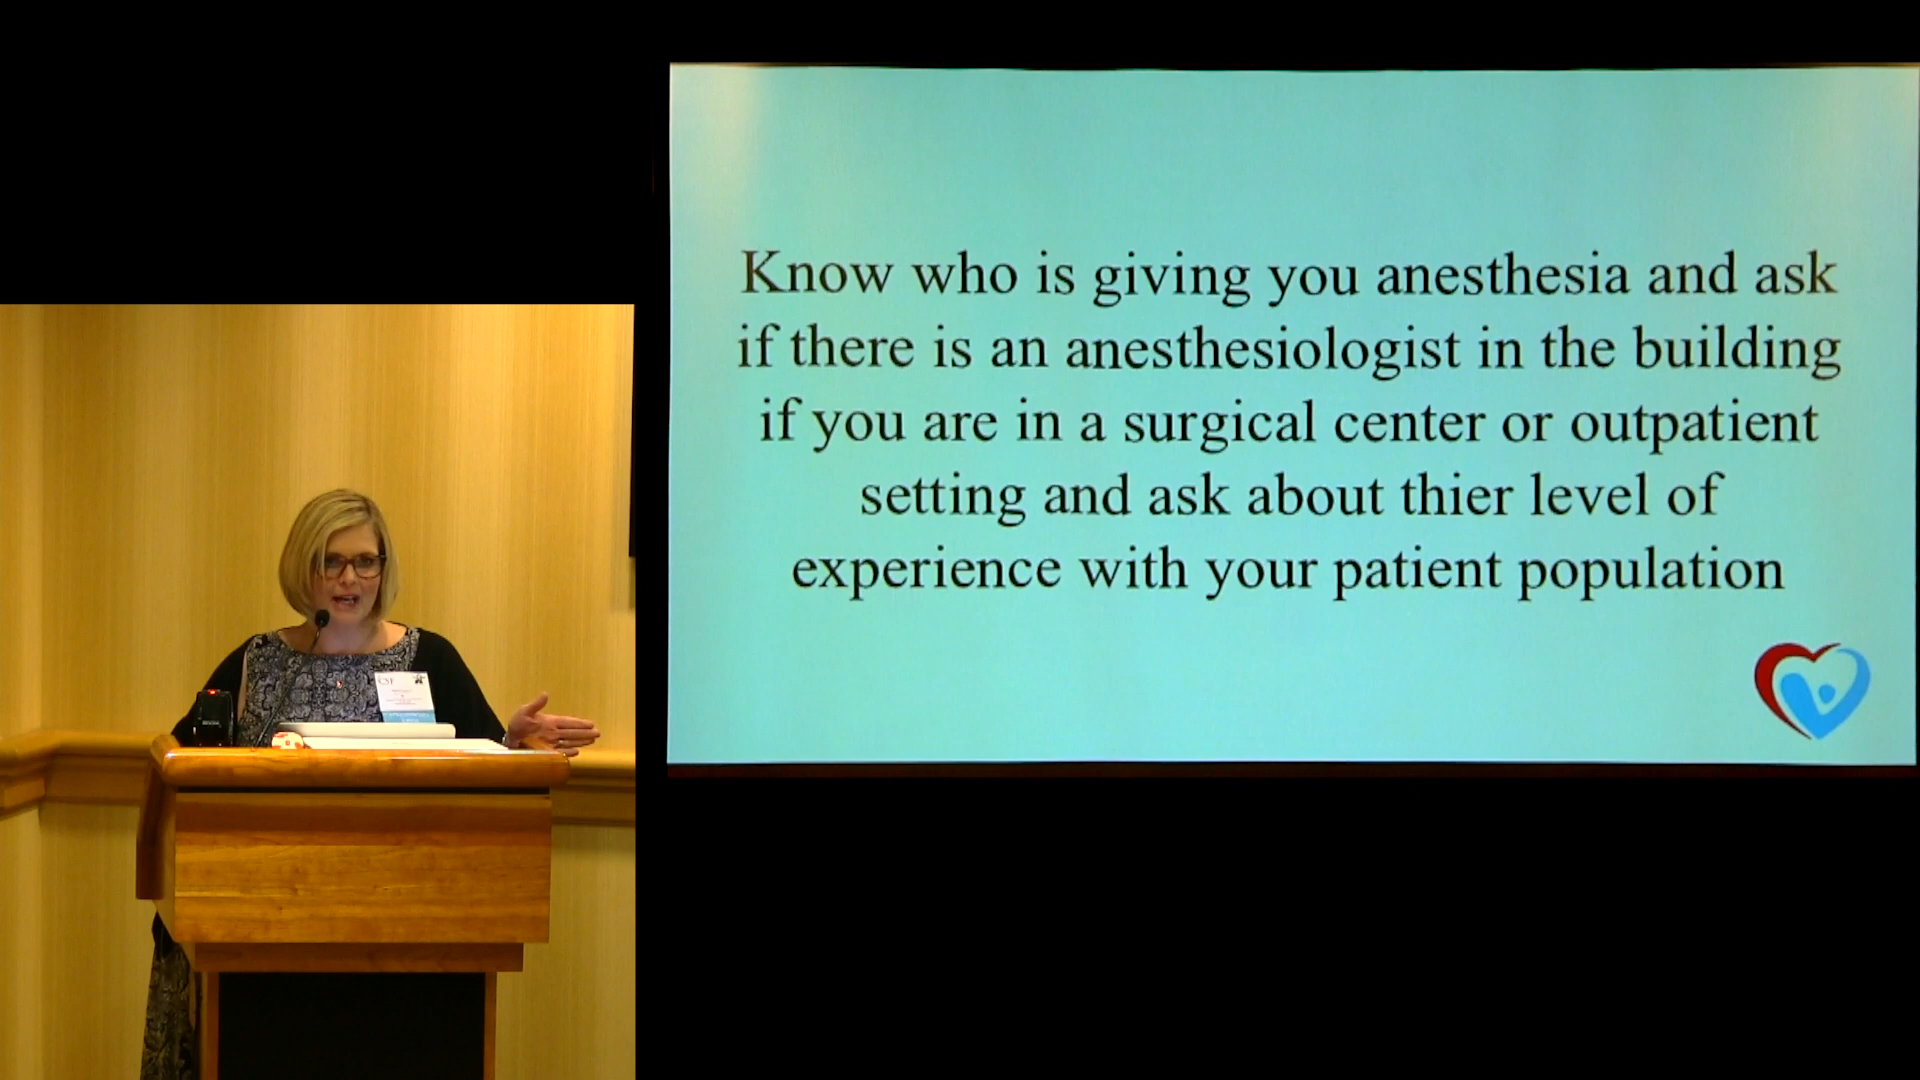 Know who is giving you anesthesia and ask
if there is an anesthesiologist in the building
if you are in a surgical center or outpatient
setting and ask about thier level of
experience with your patient population
CSF